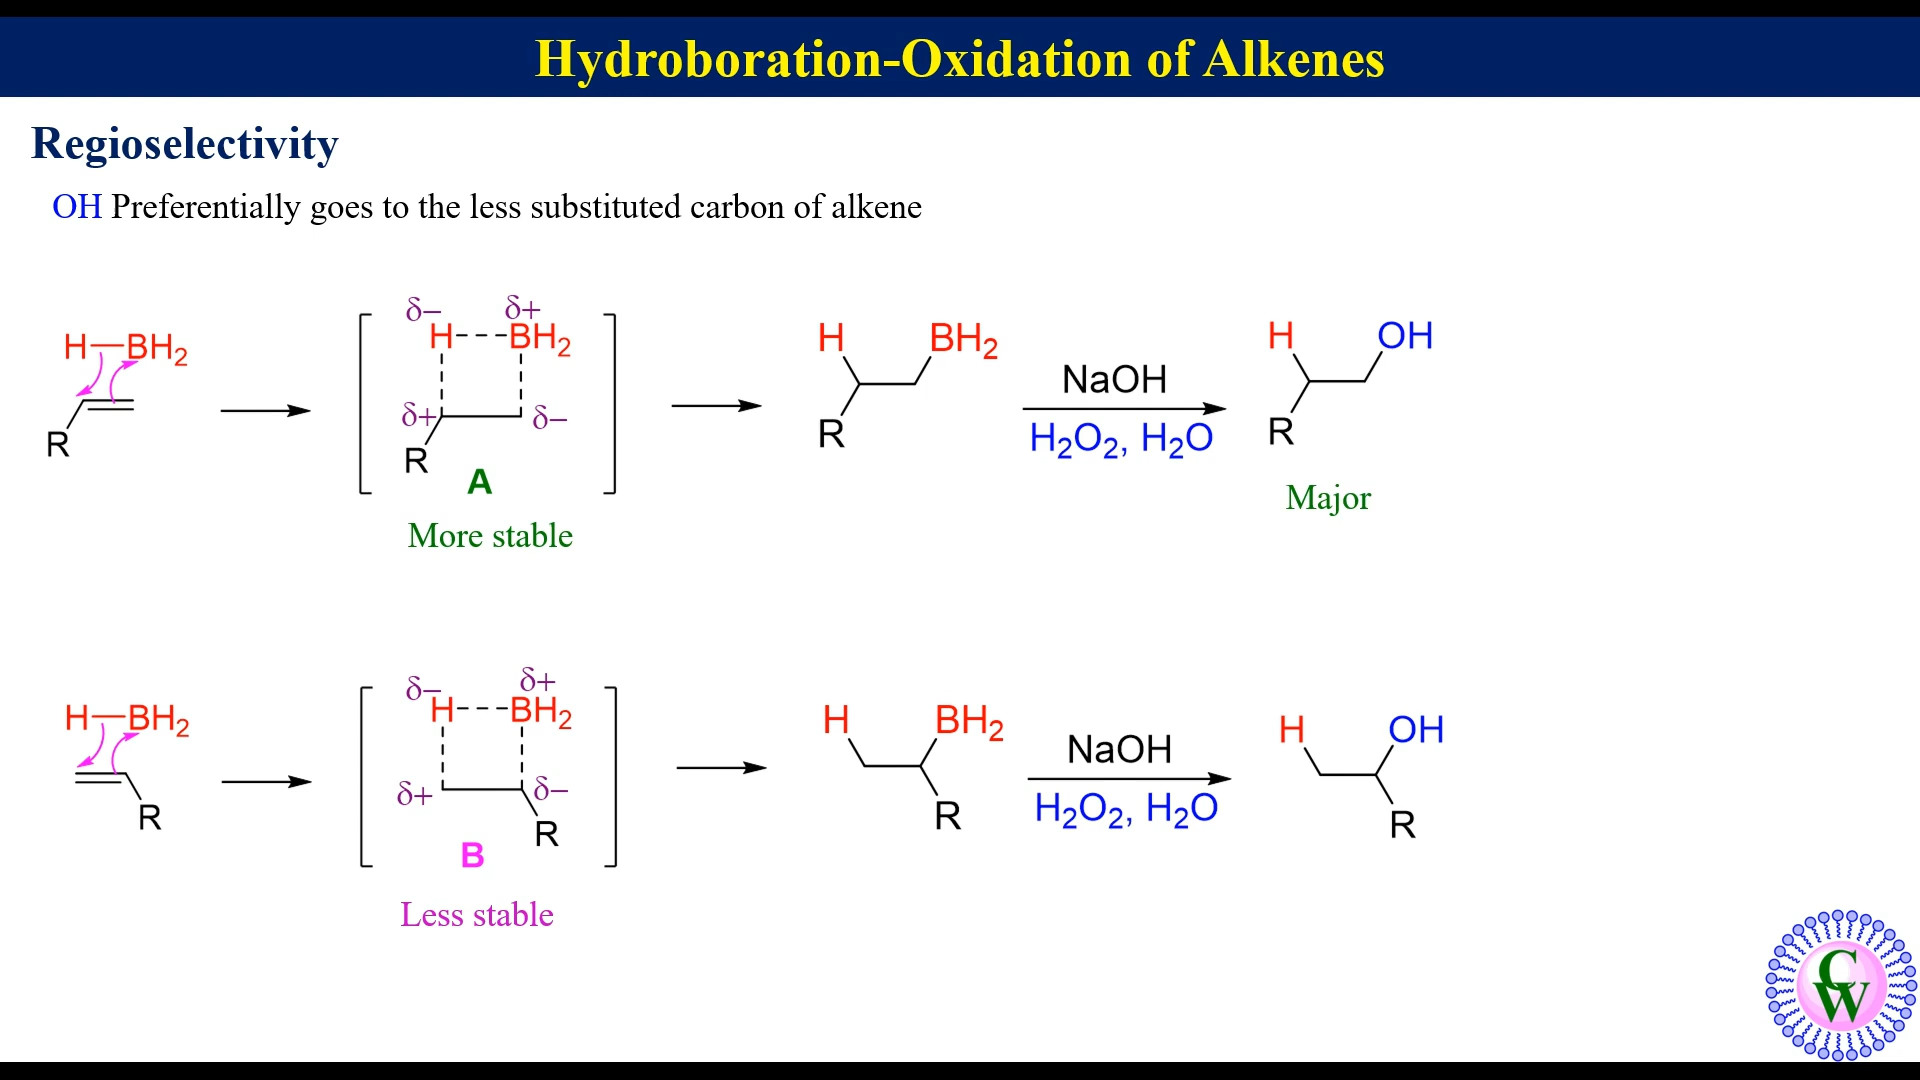 Hydroboration-Oxidation of Alkenes
Regioselectivity
OH Preferentially goes to the less substituted carbon of alkene
H—BH₂
R
δ− δ+
H---BH₂
δ+ δ−
R
A
More stable
H BH₂
R
NaOH
H₂O₂, H₂O
H OH
R
Major
H—BH₂
R
δ− δ+
H---BH₂
δ+ δ−
R
B
Less stable
H BH₂
R
NaOH
H₂O₂, H₂O
H OH
R
CW